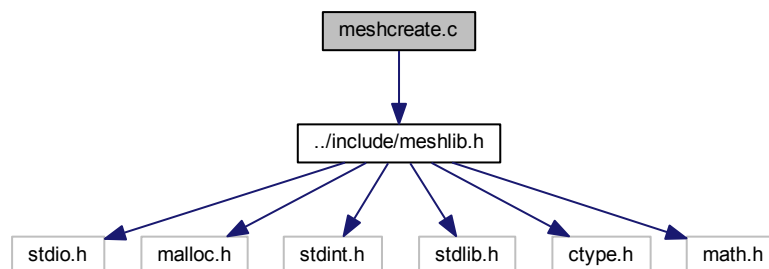 meshcreate.c
../include/meshlib.h
stdio.h malloc.h stdint.h stdlib.h ctype.h math.h